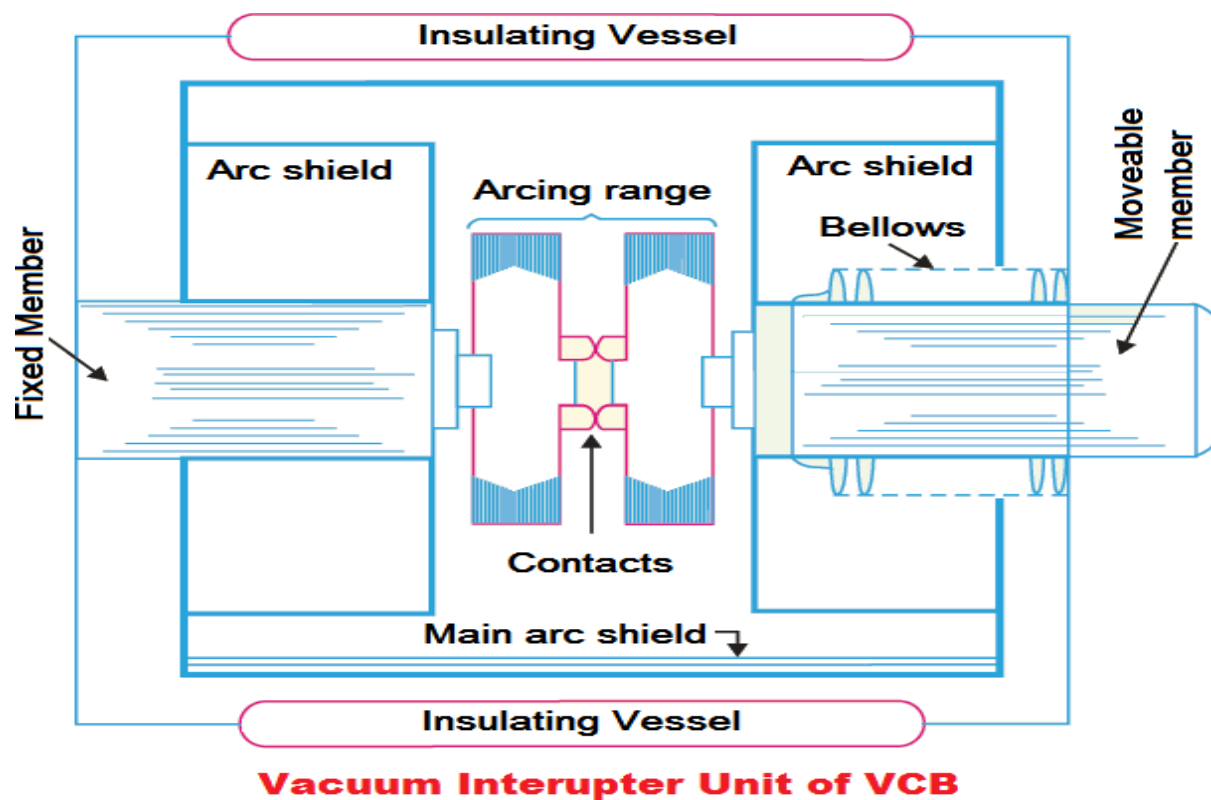 Insulating Vessel
Arc shield
Arcing range
Arc shield
Bellows
Moveable
member
Fixed Member
Contacts
Main arc shield
Insulating Vessel
Vacuum Interupter Unit of VCB